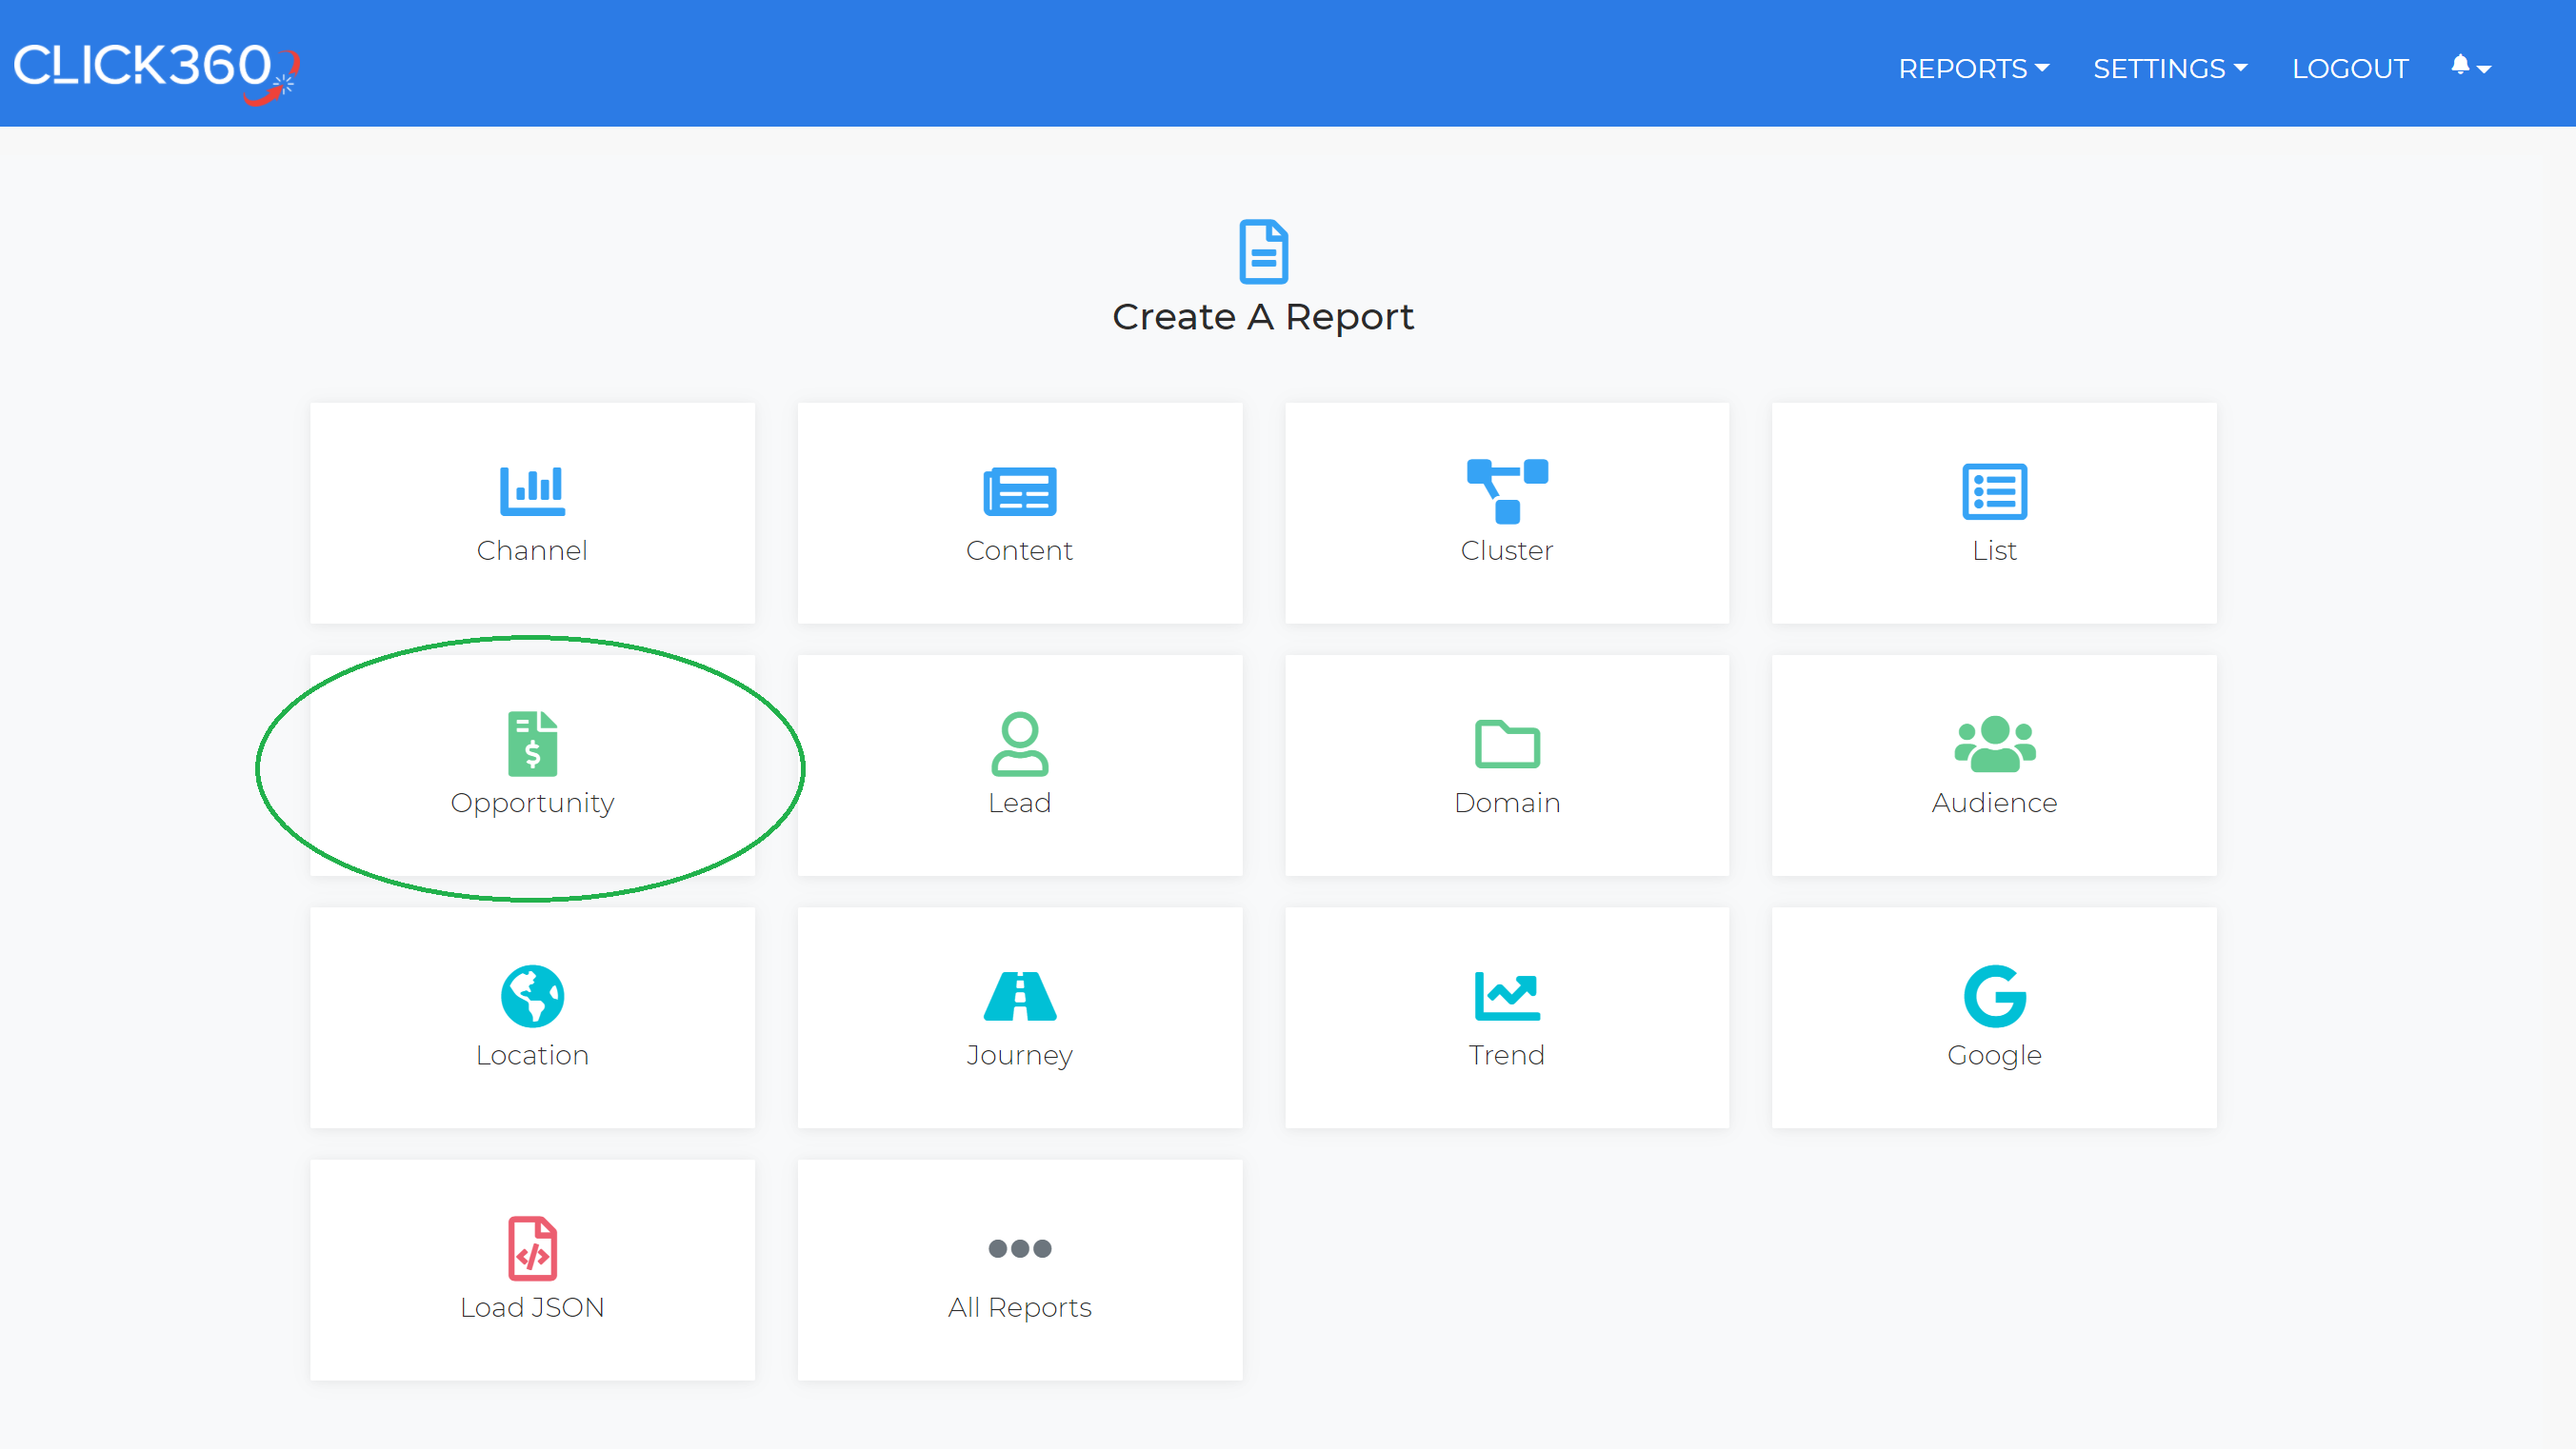 CLICK360
REPORTS SETTINGS LOGOUT
Create A Report
Channel Content Cluster List
$
Opportunity Lead Domain Audience
G
Location Journey Trend Google
</>
Load JSON All Reports